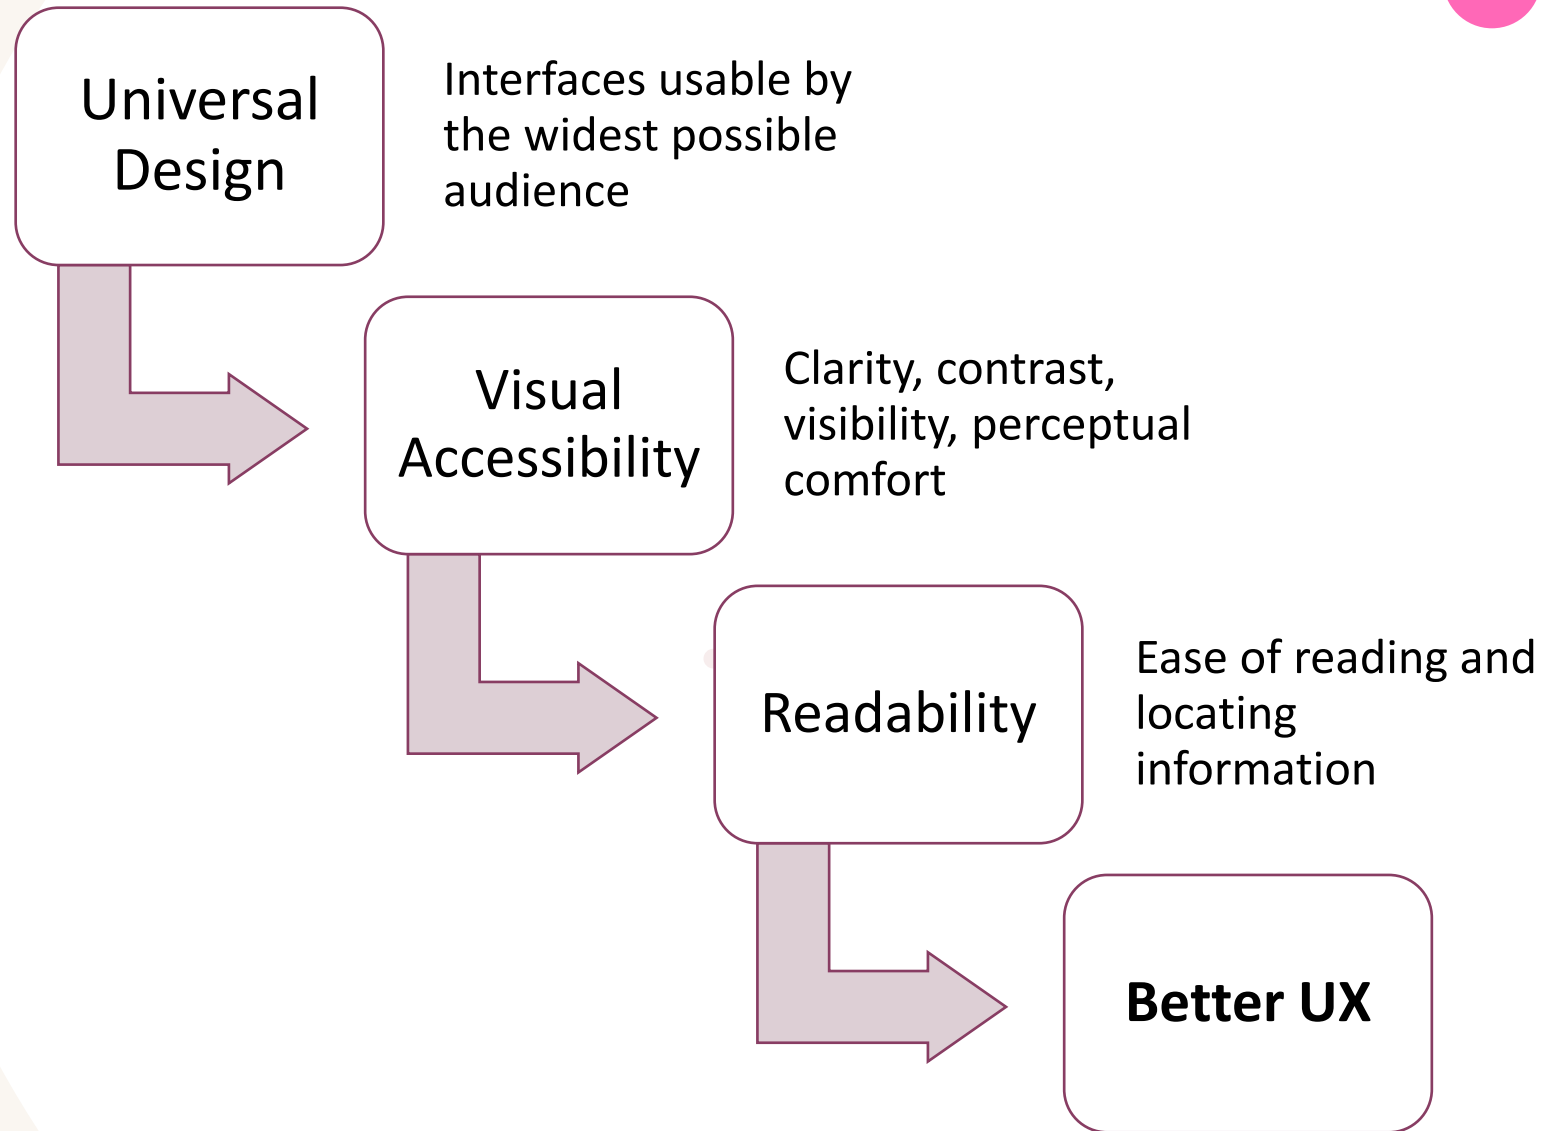 Universal
Design
Interfaces usable by
the widest possible
audience
Visual
Accessibility
Clarity, contrast,
visibility, perceptual
comfort
Readability
Ease of reading and
locating
information
Better UX